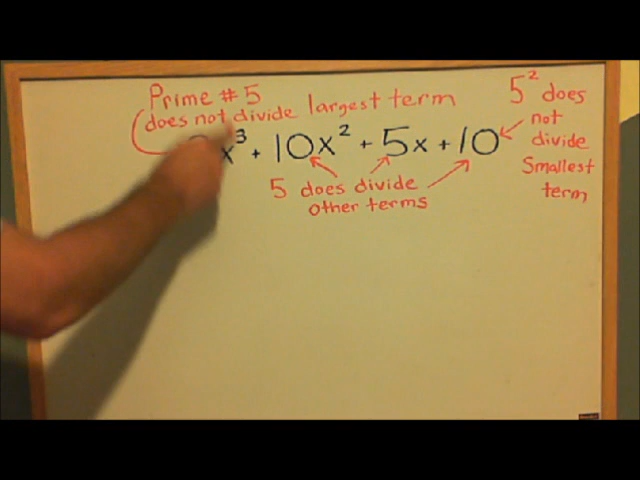 Prime # 5
does not divide largest term
x³ + 10x² + 5x + 10
5 does divide
other terms
5² does
not
divide
Smallest
term